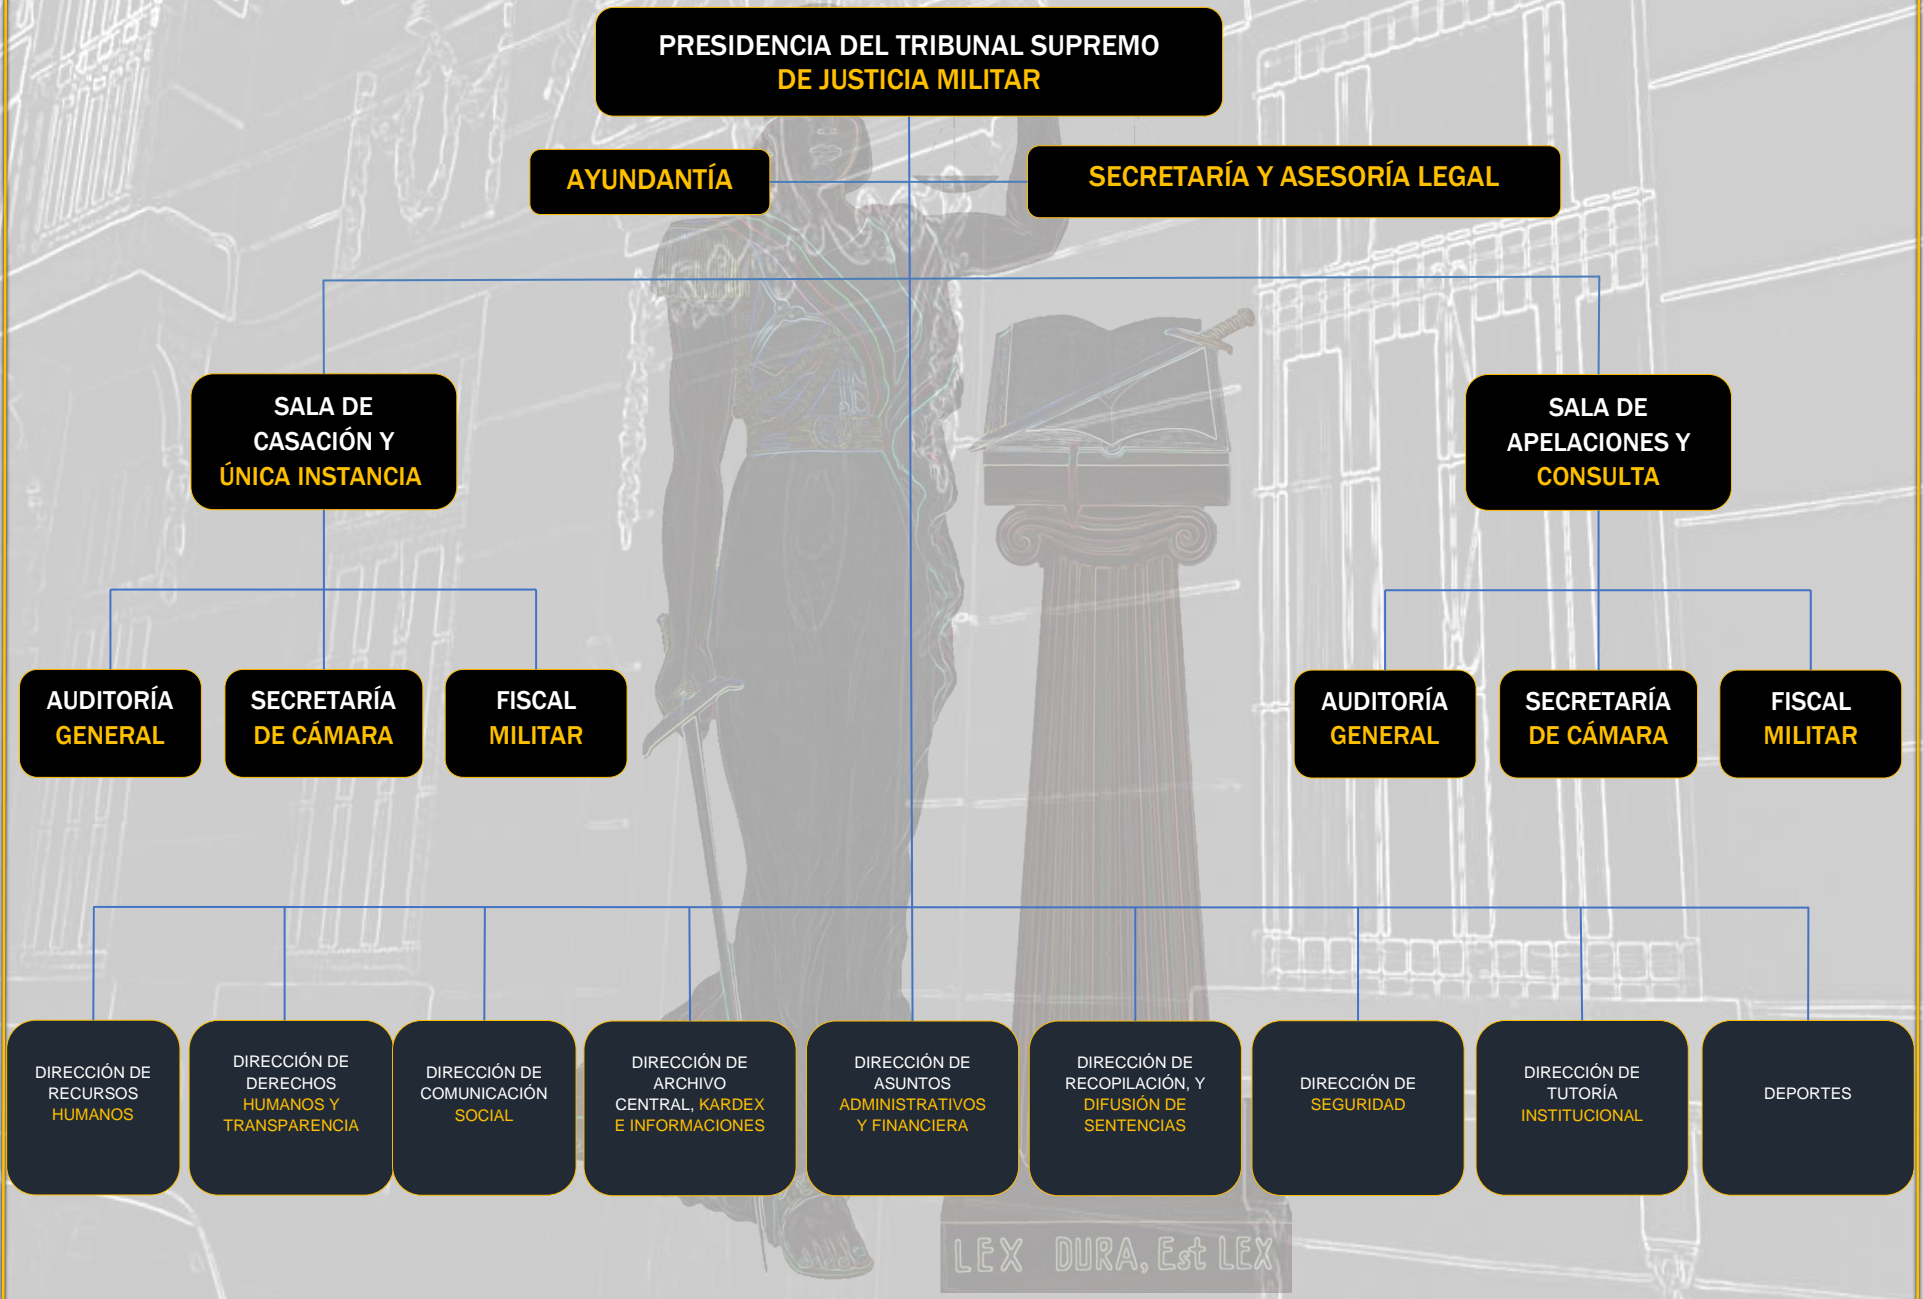 PRESIDENCIA DEL TRIBUNAL SUPREMO
DE JUSTICIA MILITAR
AYUNDANTÍA
SECRETARÍA Y ASESORÍA LEGAL
SALA DE
CASACIÓN Y
ÚNICA INSTANCIA
SALA DE
APELACIONES Y
CONSULTA
AUDITORÍA
GENERAL
SECRETARÍA
DE CÁMARA
FISCAL
MILITAR
AUDITORÍA
GENERAL
SECRETARÍA
DE CÁMARA
FISCAL
MILITAR
DIRECCIÓN DE
RECURSOS
HUMANOS
DIRECCIÓN DE
DERECHOS
HUMANOS Y
TRANSPARENCIA
DIRECCIÓN DE
COMUNICACIÓN
SOCIAL
DIRECCIÓN DE
ARCHIVO
CENTRAL, KARDEX
E INFORMACIONES
DIRECCIÓN DE
ASUNTOS
ADMINISTRATIVOS
Y FINANCIERA
DIRECCIÓN DE
RECOPILACIÓN, Y
DIFUSIÓN DE
SENTENCIAS
DIRECCIÓN DE
SEGURIDAD
DIRECCIÓN DE
TUTORÍA
INSTITUCIONAL
DEPORTES
LEX DURA, Est LEX